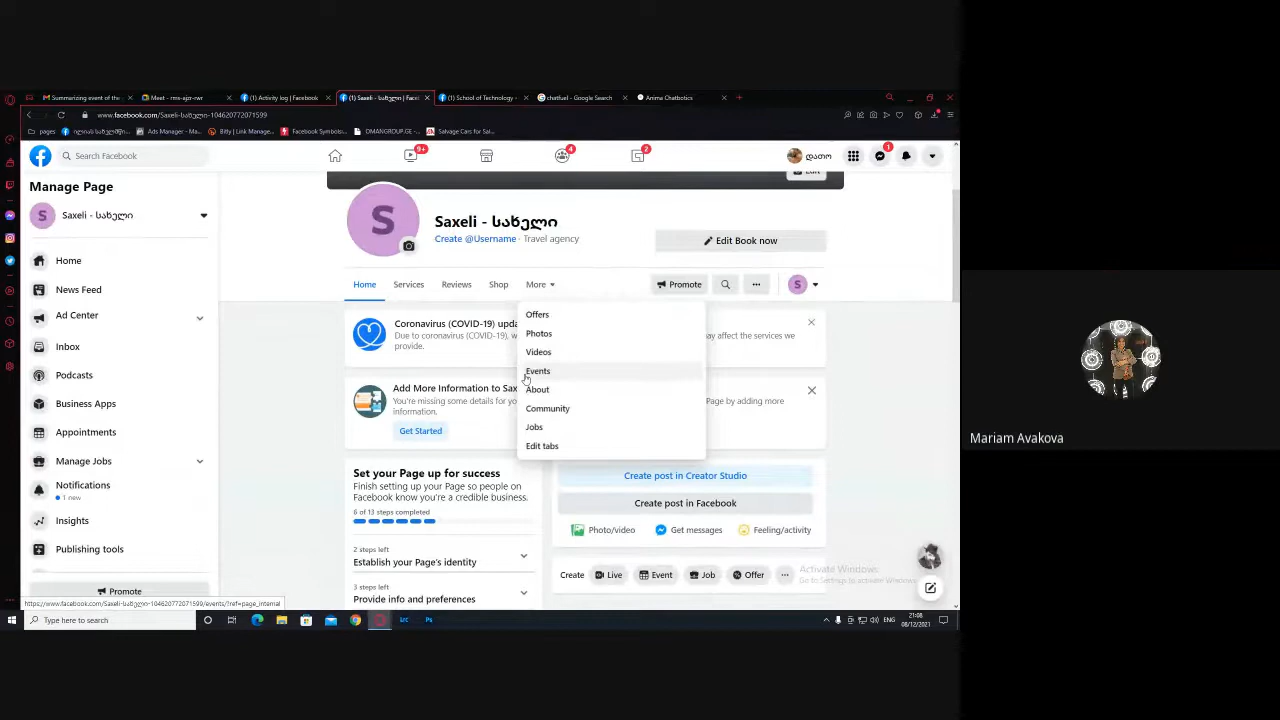 Summarizing event of the
Meet - rms-ajzr-rwr
(1) Activity log | Facebook
(1) Saxeli - სახელი | Facet
(1) School of Technology -
chatfuel - Google Search
Anima Chatbotics
www.facebook.com/Saxeli-სახელი-104620772071599
pages
Ads Manager - Ma...
Bitly | Link Manage...
Facebook Symbols...
DMANGROUP.GE -...
Salvage Cars for Sal...
Search Facebook
9+
4
2
დათო
1
Manage Page
S
Saxeli - სახელი
Home
News Feed
Ad Center
Inbox
Podcasts
Business Apps
Appointments
Manage Jobs
Notifications
1 new
Insights
Publishing tools
Promote
Edit
S
Saxeli - სახელი
Create @Username · Travel agency
Edit Book now
Home
Services
Reviews
Shop
More
Promote
S
Offers
Photos
Videos
Events
About
Community
Jobs
Edit tabs
Coronavirus (COVID-19) upda
Due to coronavirus (COVID-19), w
may affect the services we
provide.
Add More Information to Sax
You're missing some details for yo
Page by adding more
information.
Get Started
Set your Page up for success
Finish setting up your Page so people on
Facebook know you're a credible business.
6 of 13 steps completed
2 steps left
Establish your Page's identity
3 steps left
Provide info and preferences
Create post in Creator Studio
Create post in Facebook
Photo/video
Get messages
Feeling/activity
Create
Live
Event
Job
Offer
Activate Windows
Go to Settings to activate Windows.
https://www.facebook.com/Saxeli-სახელი-104620772071599/events/?ref=page_internal
Type here to search
LrC
Ps
ENG
21:08
08/12/2021
Mariam Avakova